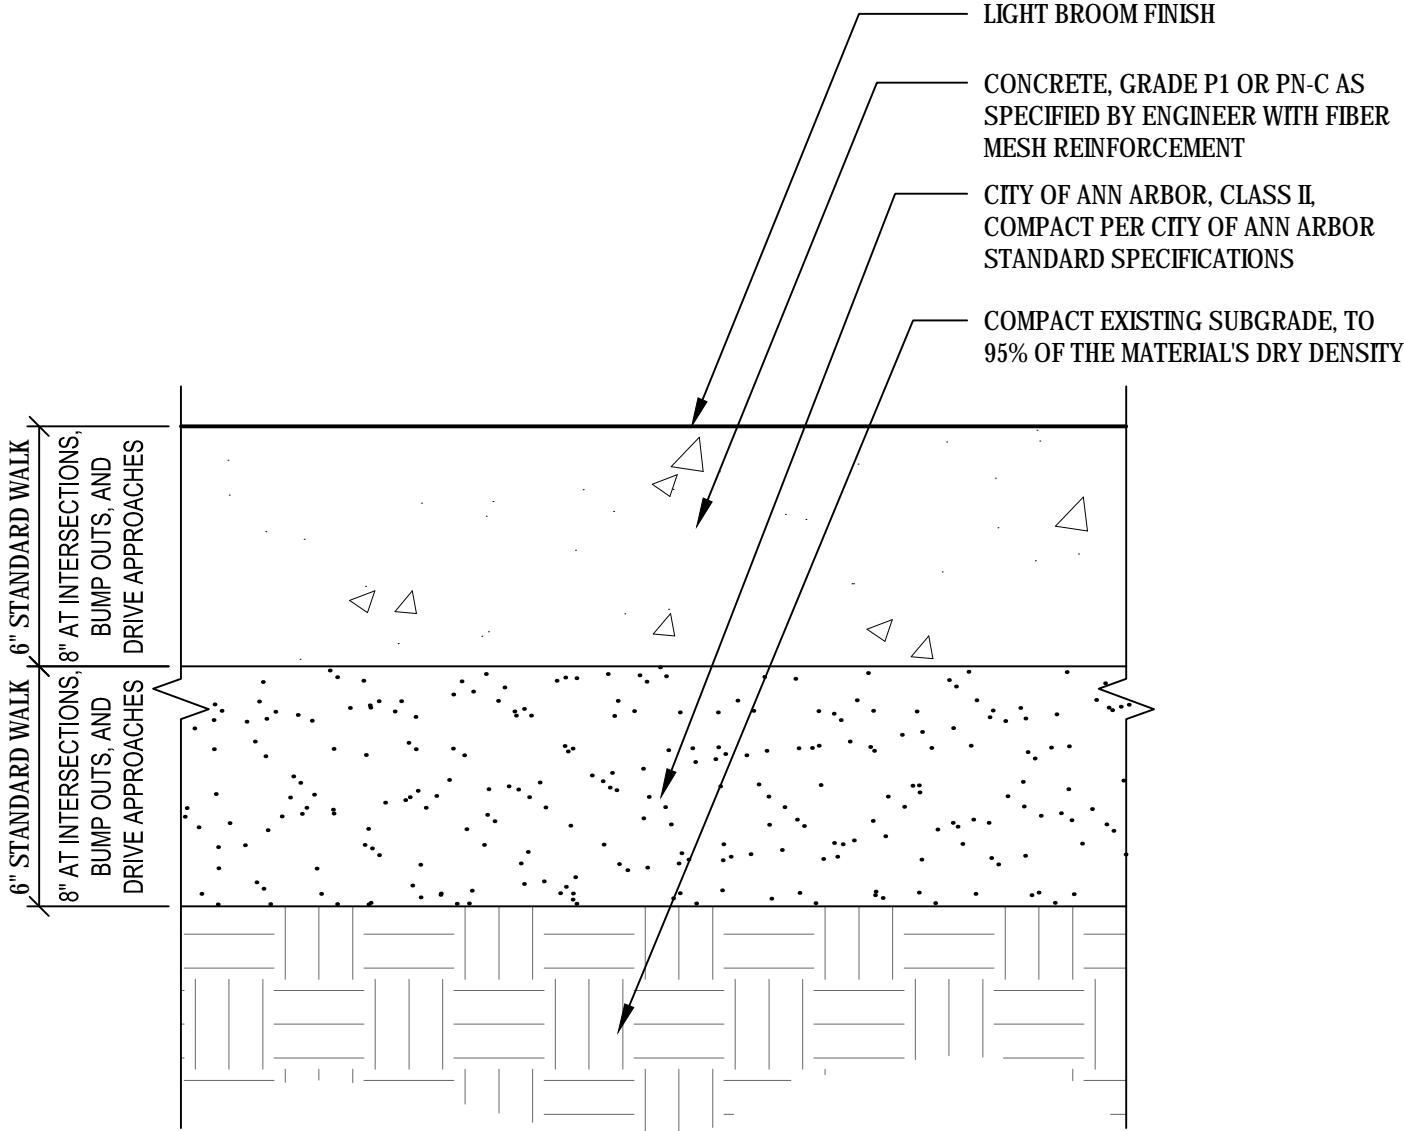 LIGHT BROOM FINISH
CONCRETE, GRADE P1 OR PN-C AS
SPECIFIED BY ENGINEER WITH FIBER
MESH REINFORCEMENT
CITY OF ANN ARBOR, CLASS II,
COMPACT PER CITY OF ANN ARBOR
STANDARD SPECIFICATIONS
COMPACT EXISTING SUBGRADE, TO
95% OF THE MATERIAL'S DRY DENSITY
6" STANDARD WALK
8" AT INTERSECTIONS,
BUMP OUTS, AND
DRIVE APPROACHES
6" STANDARD WALK
8" AT INTERSECTIONS,
BUMP OUTS, AND
DRIVE APPROACHES